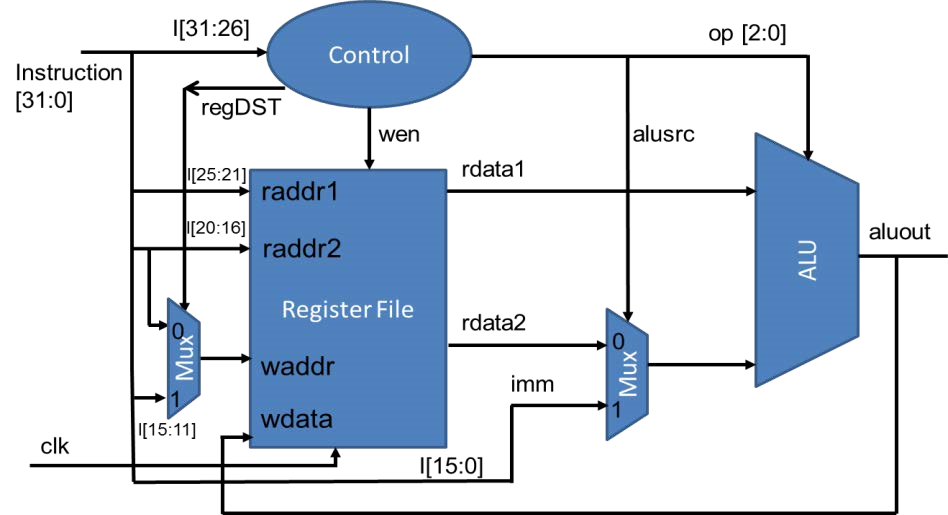 I[31:26]
Control
op [2:0]
Instruction
[31:0]
regDST
wen
alusrc
I[25:21]
raddr1
rdata1
I[20:16]
raddr2
aluout
ALU
Register File
0
Mux
1
rdata2
0
Mux
1
waddr
imm
wdata
I[15:11]
clk
I[15:0]